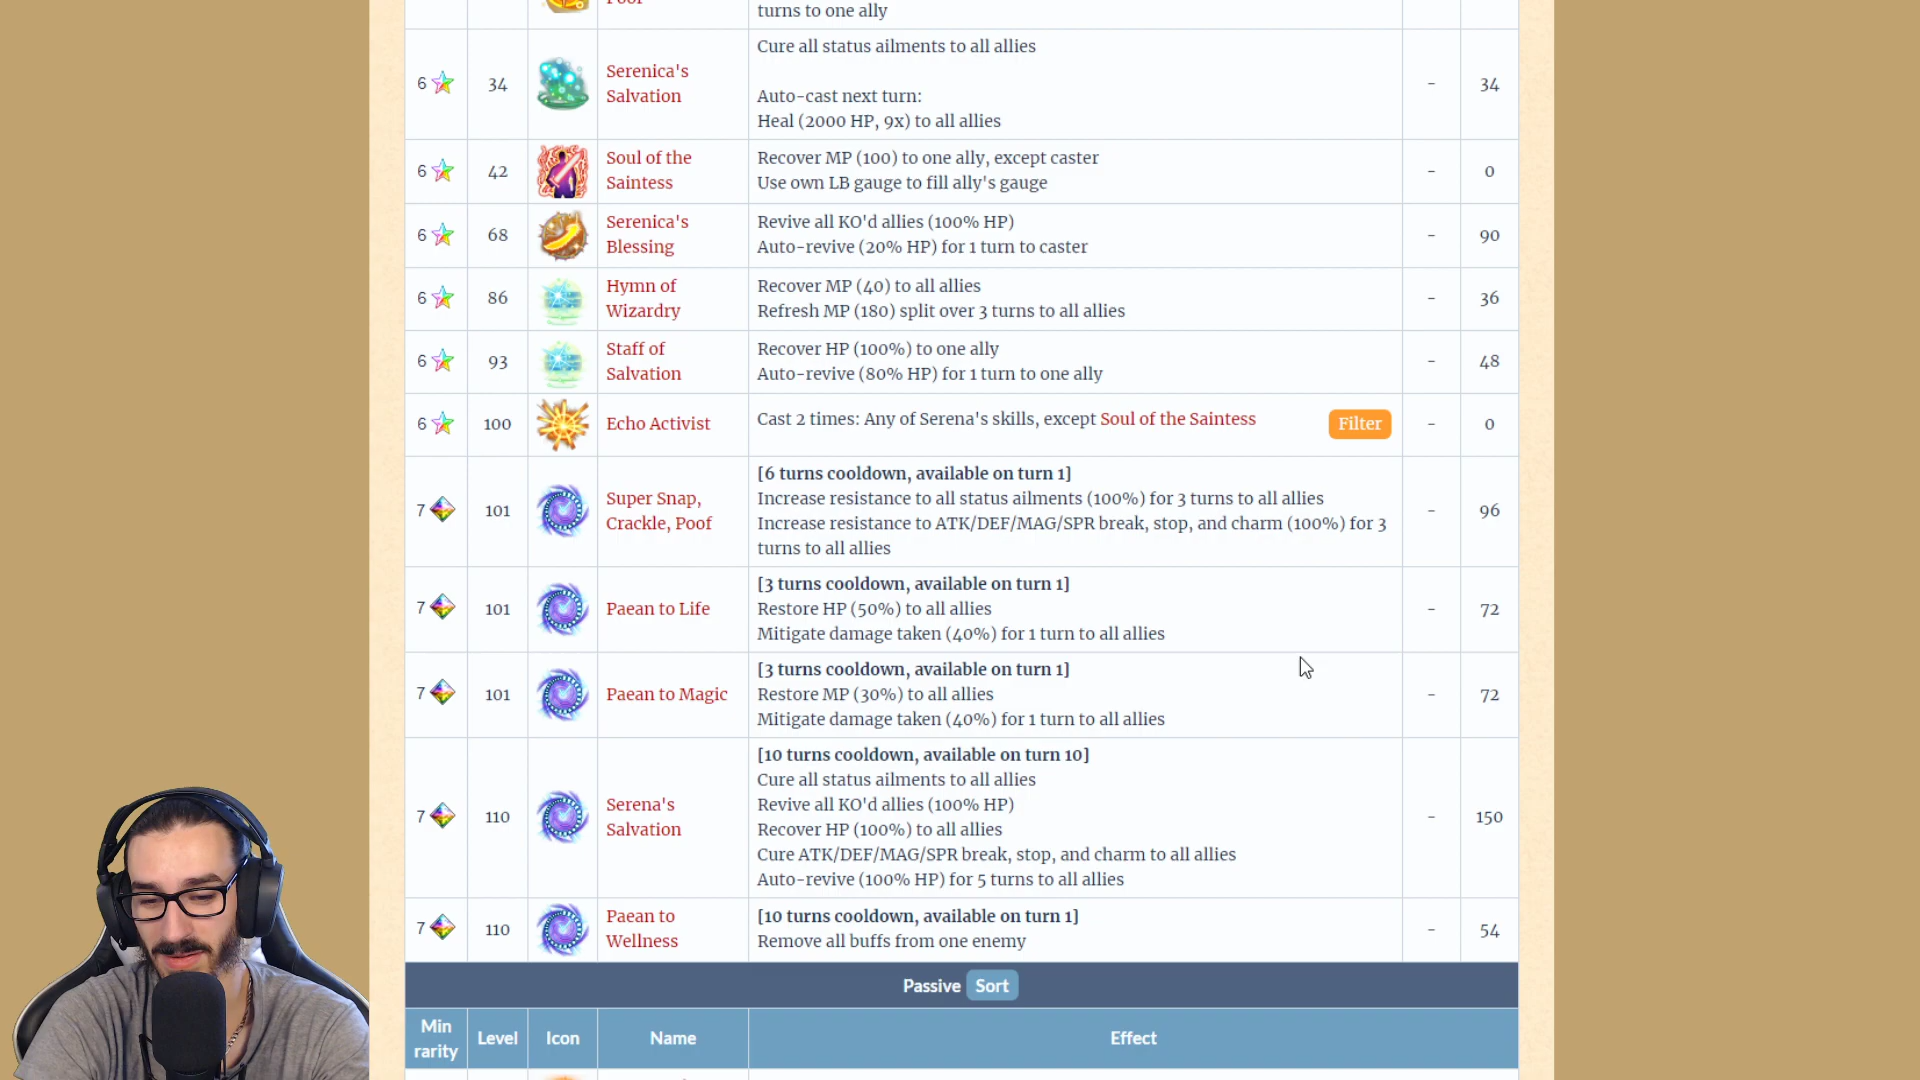 turns to one ally
6 34 Serenica's Salvation
Cure all status ailments to all allies
Auto-cast next turn:
Heal (2000 HP, 9x) to all allies
- 34
6 42 Soul of the Saintess
Recover MP (100) to one ally, except caster
Use own LB gauge to fill ally's gauge
- 0
6 68 Serenica's Blessing
Revive all KO'd allies (100% HP)
Auto-revive (20% HP) for 1 turn to caster
- 90
6 86 Hymn of Wizardry
Recover MP (40) to all allies
Refresh MP (180) split over 3 turns to all allies
- 36
6 93 Staff of Salvation
Recover HP (100%) to one ally
Auto-revive (80% HP) for 1 turn to one ally
- 48
6 100 Echo Activist
Cast 2 times: Any of Serena's skills, except Soul of the Saintess
Filter
- 0
7 101 Super Snap, Crackle, Poof
[6 turns cooldown, available on turn 1]
Increase resistance to all status ailments (100%) for 3 turns to all allies
Increase resistance to ATK/DEF/MAG/SPR break, stop, and charm (100%) for 3
turns to all allies
- 96
7 101 Paean to Life
[3 turns cooldown, available on turn 1]
Restore HP (50%) to all allies
Mitigate damage taken (40%) for 1 turn to all allies
- 72
7 101 Paean to Magic
[3 turns cooldown, available on turn 1]
Restore MP (30%) to all allies
Mitigate damage taken (40%) for 1 turn to all allies
- 72
7 110 Serena's Salvation
[10 turns cooldown, available on turn 10]
Cure all status ailments to all allies
Revive all KO'd allies (100% HP)
Recover HP (100%) to all allies
Cure ATK/DEF/MAG/SPR break, stop, and charm to all allies
Auto-revive (100% HP) for 5 turns to all allies
- 150
7 110 Paean to Wellness
[10 turns cooldown, available on turn 1]
Remove all buffs from one enemy
- 54
Passive Sort
Min rarity Level Icon Name Effect